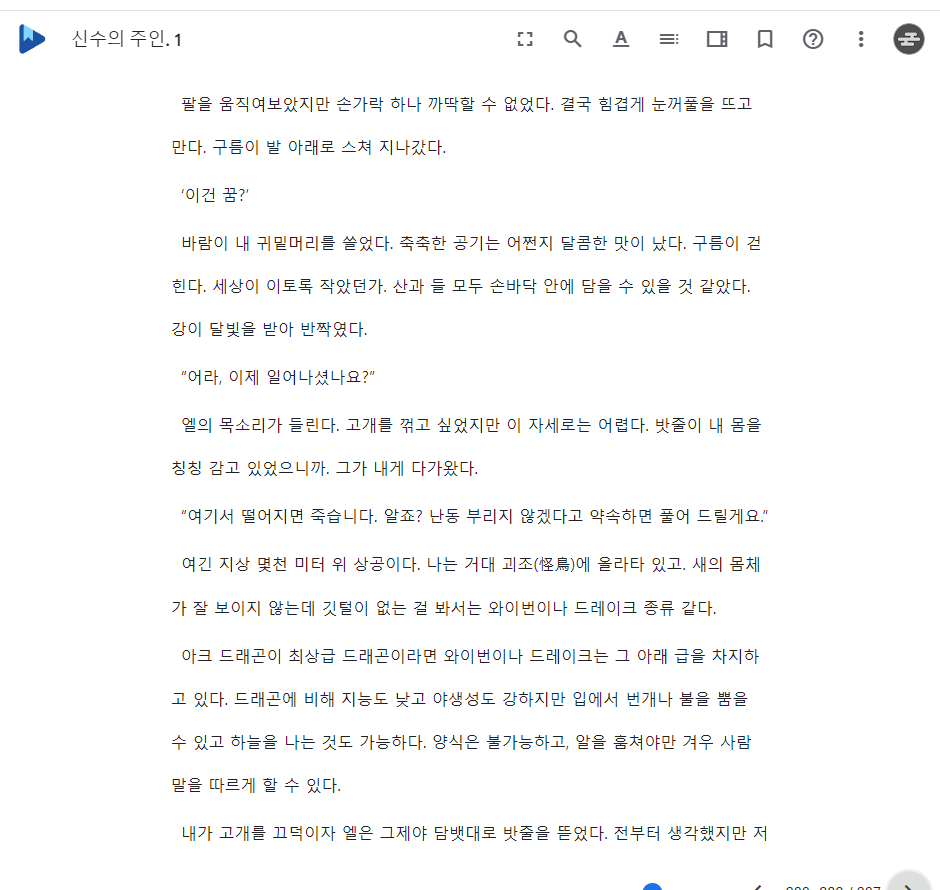 신수의 주인. 1
팔을 움직여보았지만 손가락 하나 까딱할 수 없었다. 결국 힘겹게 눈꺼풀을 뜨고
만다. 구름이 발 아래로 스쳐 지나갔다.
‘이건 꿈?’
바람이 내 귀밑머리를 쓸었다. 축축한 공기는 어쩐지 달콤한 맛이 났다. 구름이 걷
힌다. 세상이 이토록 작았던가. 산과 들 모두 손바닥 안에 담을 수 있을 것 같았다.
강이 달빛을 받아 반짝였다.
“어라, 이제 일어나셨나요?”
엘의 목소리가 들린다. 고개를 꺾고 싶었지만 이 자세로는 어렵다. 밧줄이 내 몸을
칭칭 감고 있었으니까. 그가 내게 다가왔다.
“여기서 떨어지면 죽습니다. 알죠? 난동 부리지 않겠다고 약속하면 풀어 드릴게요.”
여긴 지상 몇천 미터 위 상공이다. 나는 거대 괴조(怪鳥)에 올라타 있고. 새의 몸체
가 잘 보이지 않는데 깃털이 없는 걸 봐서는 와이번이나 드레이크 종류 같다.
아크 드래곤이 최상급 드래곤이라면 와이번이나 드레이크는 그 아래 급을 차지하
고 있다. 드래곤에 비해 지능도 낮고 야생성도 강하지만 입에서 번개나 불을 뿜을
수 있고 하늘을 나는 것도 가능하다. 양식은 불가능하고, 알을 훔쳐야만 겨우 사람
말을 따르게 할 수 있다.
내가 고개를 끄덕이자 엘은 그제야 담뱃대로 밧줄을 뜯었다. 전부터 생각했지만 저